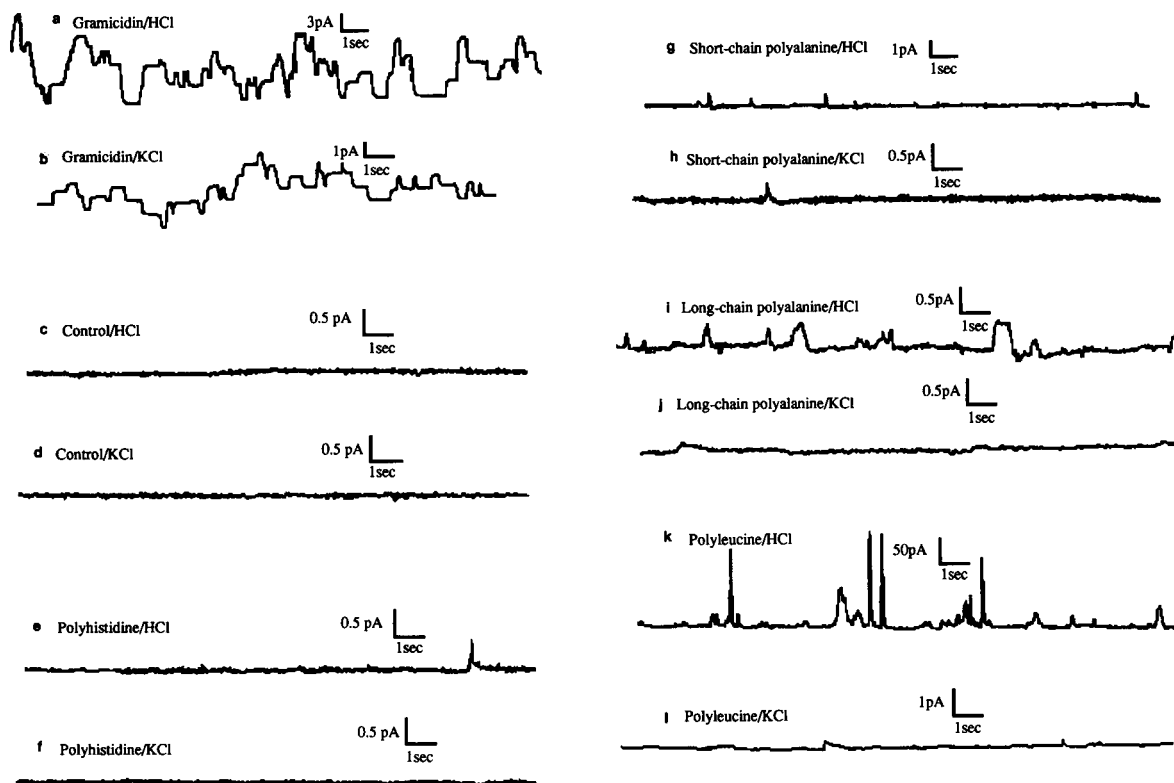 a Gramicidin/HCl
3pA
1sec
b Gramicidin/KCl
1pA
1sec
c Control/HCl
0.5 pA
1sec
d Control/KCl
0.5 pA
1sec
e Polyhistidine/HCl
0.5 pA
1sec
f Polyhistidine/KCl
0.5 pA
1sec
g Short-chain polyalanine/HCl
1pA
1sec
h Short-chain polyalanine/KCl
0.5pA
1sec
i Long-chain polyalanine/HCl
0.5pA
1sec
j Long-chain polyalanine/KCl
0.5pA
1sec
k Polyleucine/HCl
50pA
1sec
l Polyleucine/KCl
1pA
1sec